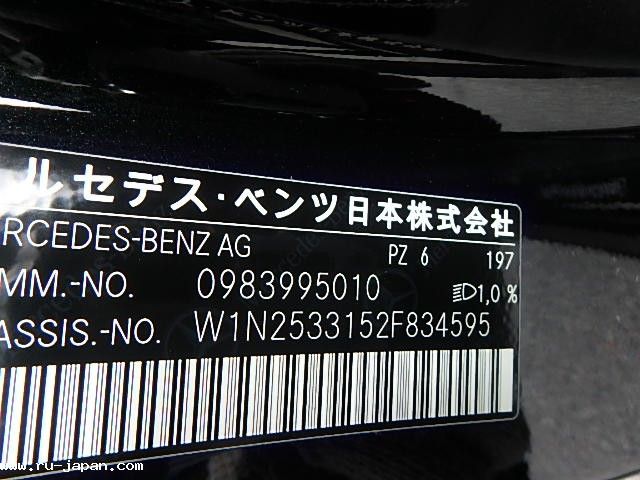 ルセデス・ベンツ日本株式会社
RCEDES-BENZ AG PZ 6 197
MM.-NO. 0983995010 1,0 %
ASSIS.-NO. W1N2533152F834595
www.ru-japan.com